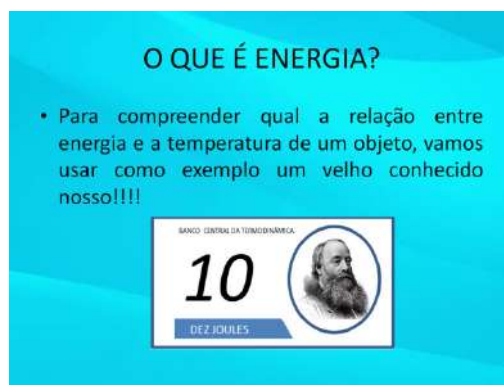 O QUE É ENERGIA?
• Para compreender qual a relação entre
energia e a temperatura de um objeto, vamos
usar como exemplo um velho conhecido
nosso!!!!
BANCO CENTRAL DA TERMODINÂMICA
10
DEZ JOULES